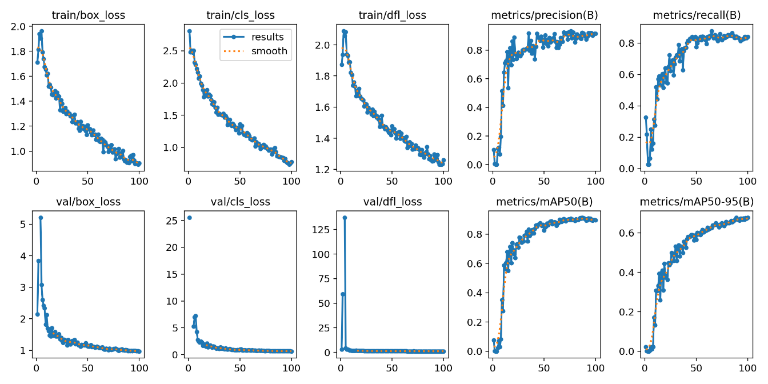 train/box_loss
train/cls_loss
train/dfl_loss
metrics/precision(B)
metrics/recall(B)
2.0
1.8
1.6
1.4
1.2
1.0
0 50 100
2.5
2.0
1.5
1.0
0 50 100
results
smooth
2.0
1.8
1.6
1.4
1.2
0 50 100
0.8
0.6
0.4
0.2
0.0
0 50 100
0.8
0.6
0.4
0.2
0.0
0 50 100
val/box_loss
val/cls_loss
val/dfl_loss
metrics/mAP50(B)
metrics/mAP50-95(B)
5
4
3
2
1
0 50 100
25
20
15
10
5
0
0 50 100
125
100
75
50
25
0
0 50 100
0.8
0.6
0.4
0.2
0.0
0 50 100
0.6
0.4
0.2
0.0
0 50 100